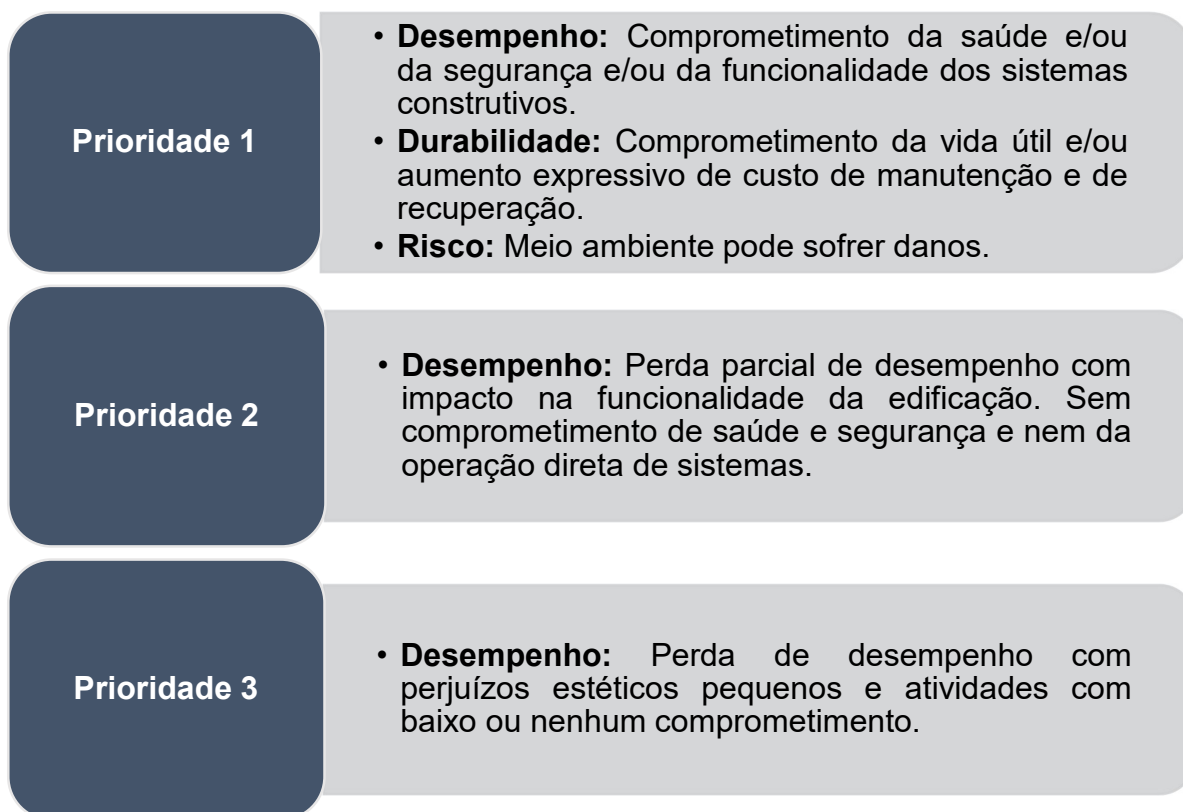 Prioridade 1
• Desempenho: Comprometimento da saúde e/ou
da segurança e/ou da funcionalidade dos sistemas
construtivos.
• Durabilidade: Comprometimento da vida útil e/ou
aumento expressivo de custo de manutenção e de
recuperação.
• Risco: Meio ambiente pode sofrer danos.
Prioridade 2
• Desempenho: Perda parcial de desempenho com
impacto na funcionalidade da edificação. Sem
comprometimento de saúde e segurança e nem da
operação direta de sistemas.
Prioridade 3
• Desempenho: Perda de desempenho com
perjuízos estéticos pequenos e atividades com
baixo ou nenhum comprometimento.